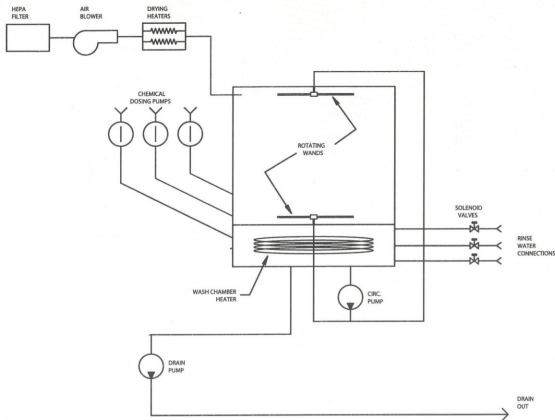 HEPA
FILTER
AIR
BLOWER
DRYING
HEATERS
CHEMICAL
DOSING PUMPS
ROTATING
WANDS
SOLENOID
VALVES
RINSE
WATER
CONNECTIONS
WASH CHAMBER
HEATER
CIRC.
PUMP
DRAIN
PUMP
DRAIN
OUT